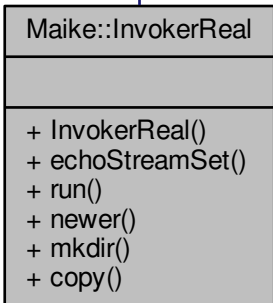 Maike::InvokerReal
+ InvokerReal()
+ echoStreamSet()
+ run()
+ newer()
+ mkdir()
+ copy()